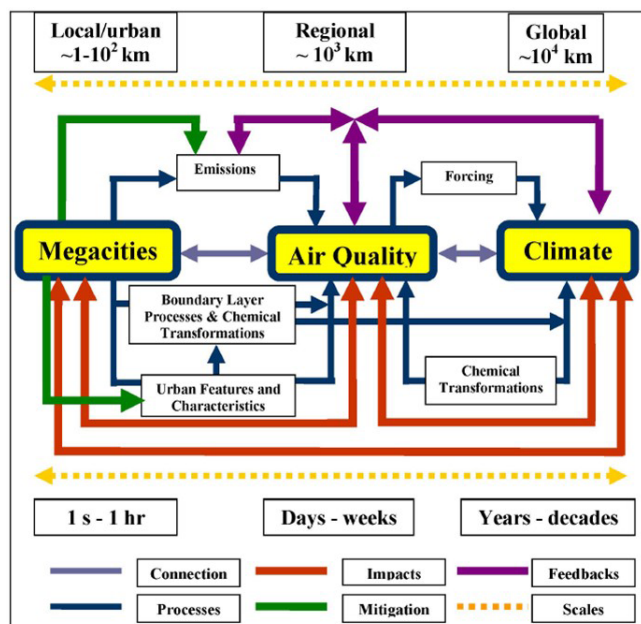 Local/urban
~1-10² km
Regional
~ 10³ km
Global
~10⁴ km
Emissions
Forcing
Megacities
Air Quality
Climate
Boundary Layer
Processes & Chemical
Transformations
Urban Features and
Characteristics
Chemical
Transformations
1 s - 1 hr
Days - weeks
Years - decades
Connection
Impacts
Feedbacks
Processes
Mitigation
Scales